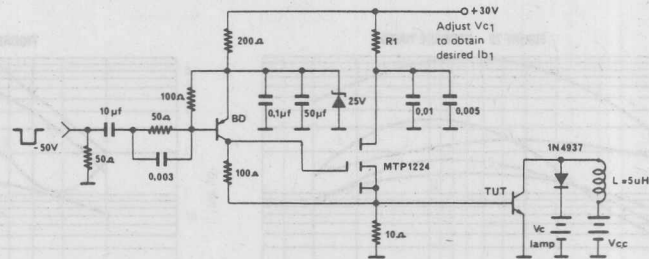 +30V
Adjust Vc1
to obtain
desired Ib1
200Ω
R1
100Ω
0,1µf
50µf
25V
0,01
0,005
10µf
50Ω
BD
-50V
50Ω
0,003
100Ω
MTP1224
1N4937
L=5uH
TUT
10Ω
Vc
lamp
Vcc